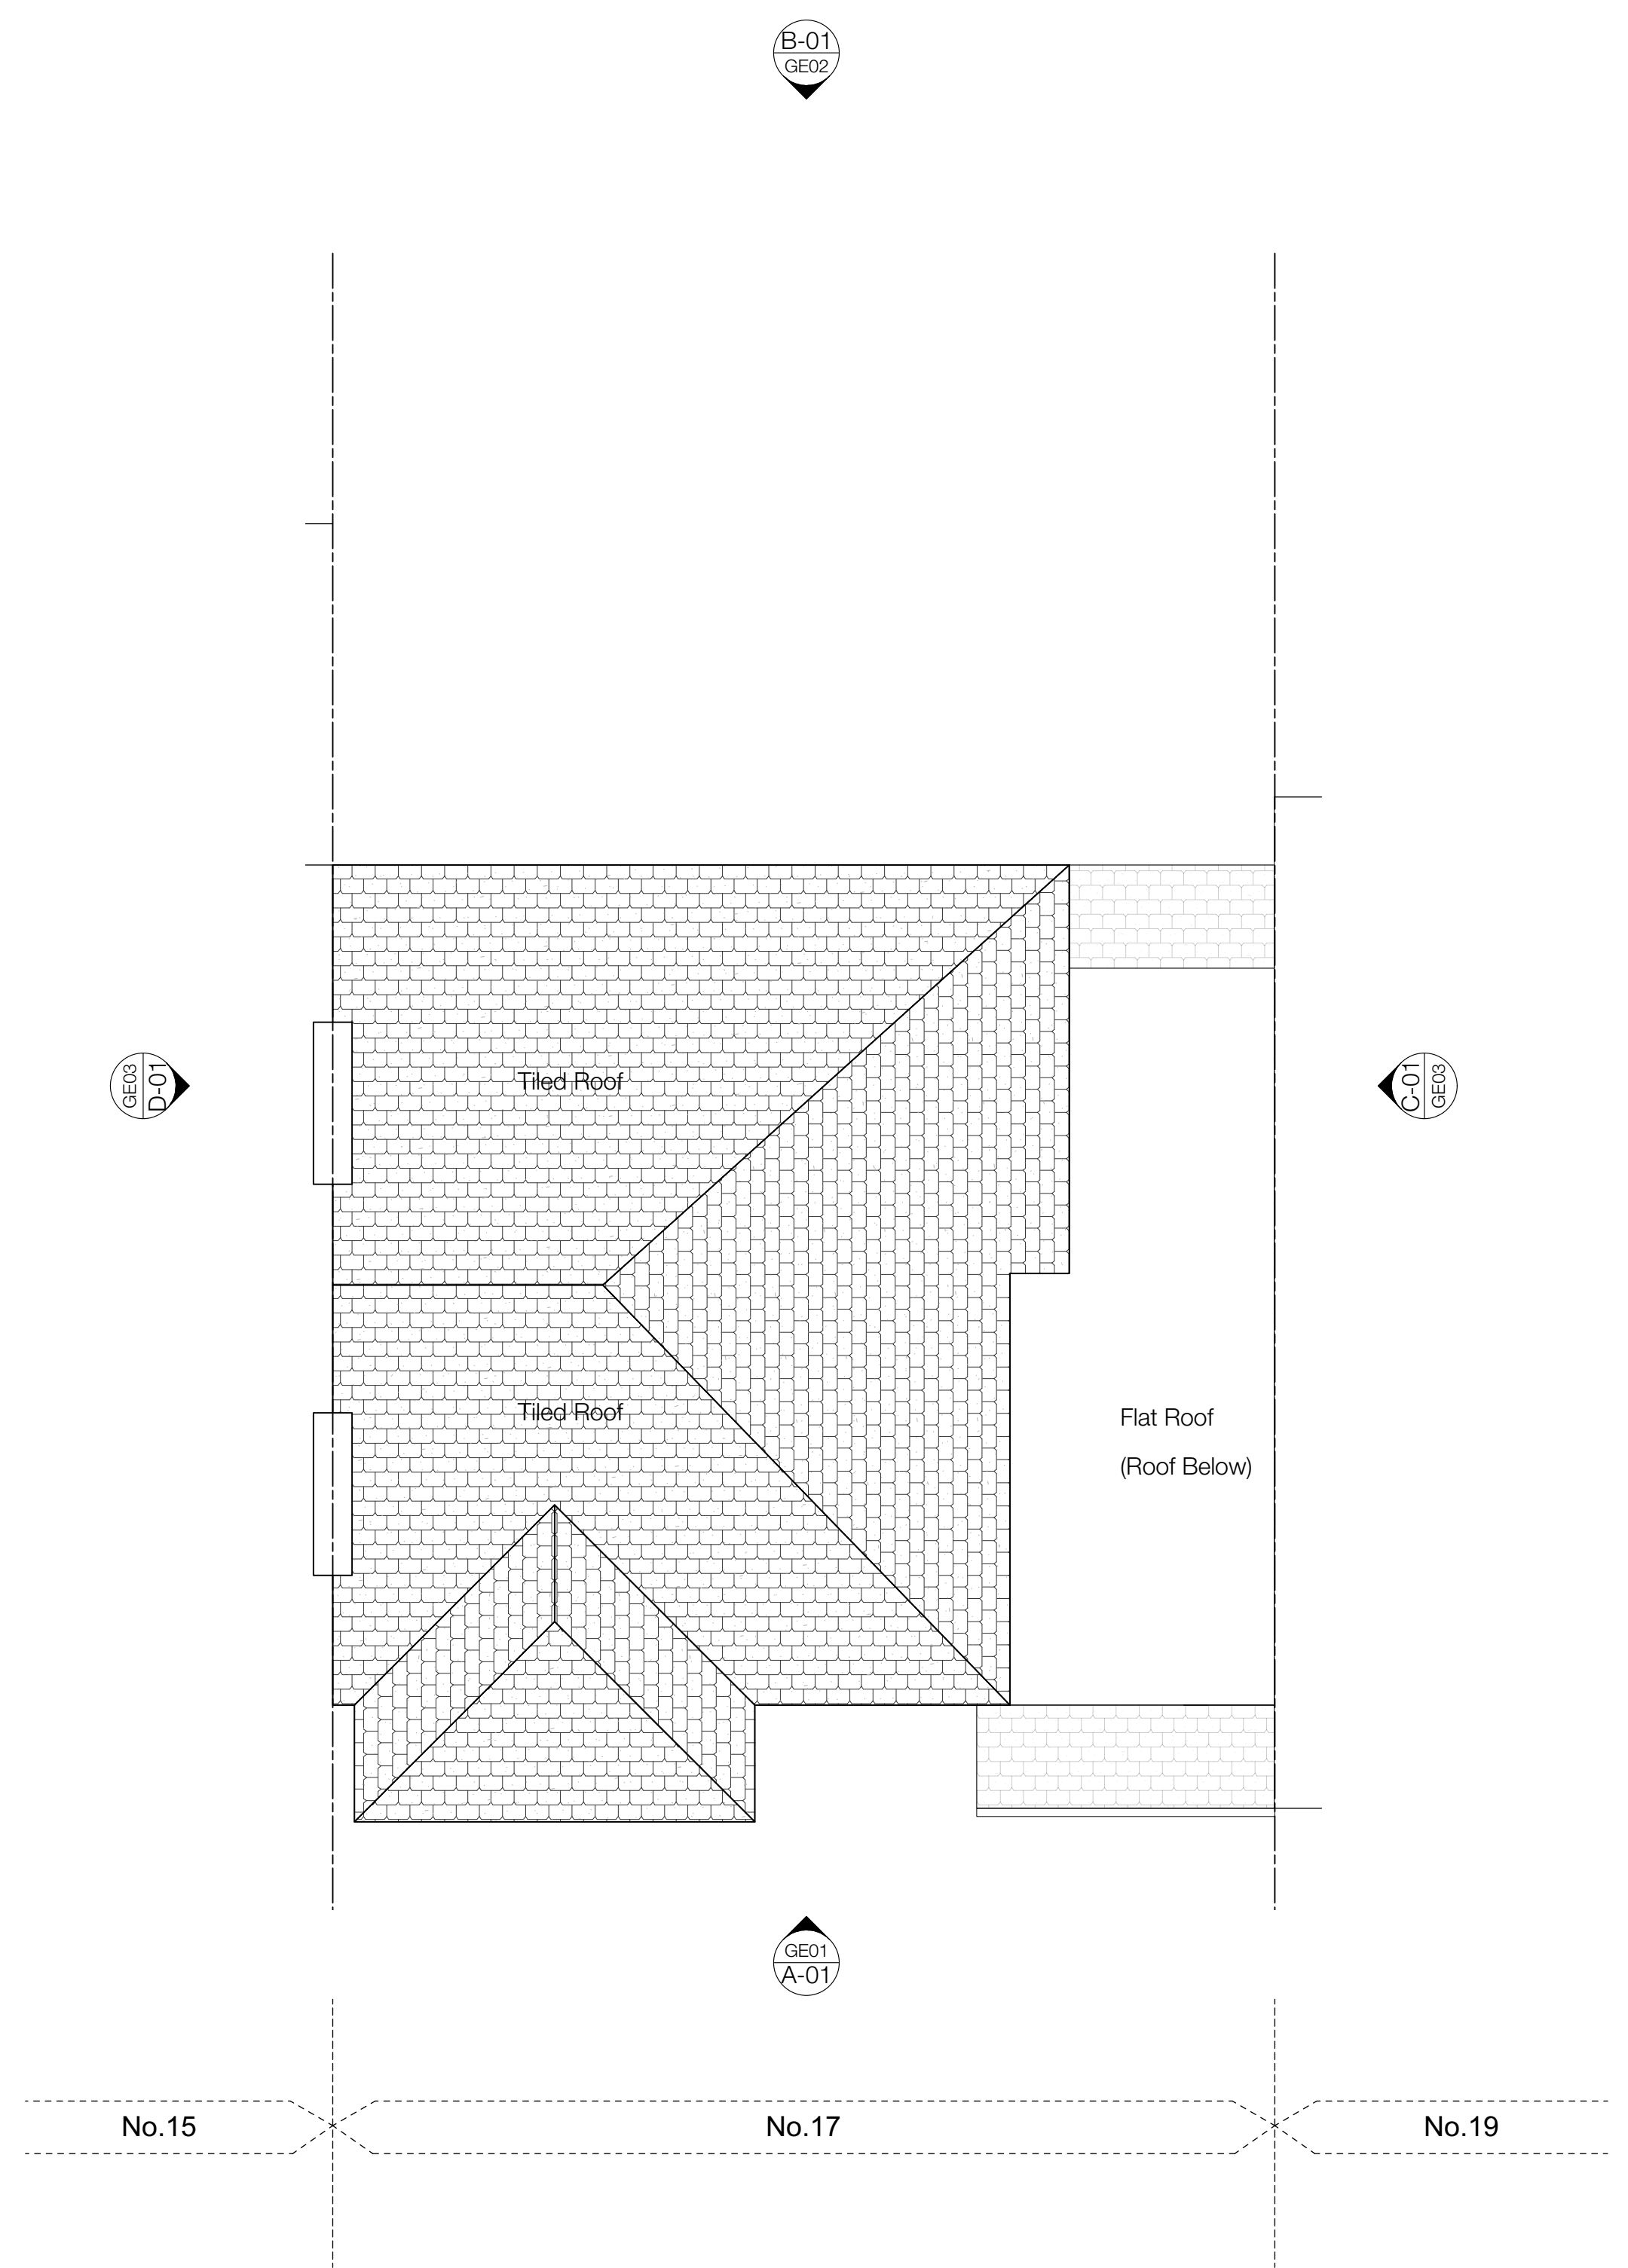 B-01
GE02
Tiled Roof
GE03
D-01
C-01
GE03
Tiled Roof
Flat Roof
(Roof Below)
GE01
A-01
No.15
No.17
No.19